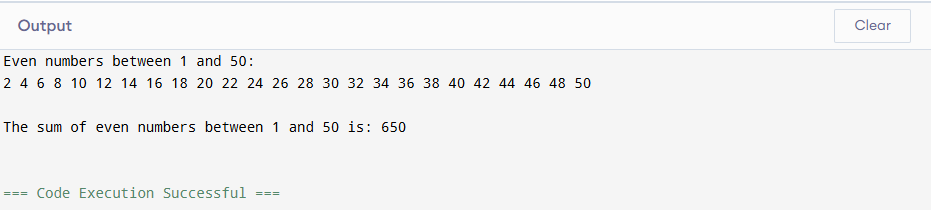 Output
Clear
Even numbers between 1 and 50:
2 4 6 8 10 12 14 16 18 20 22 24 26 28 30 32 34 36 38 40 42 44 46 48 50
The sum of even numbers between 1 and 50 is: 650
=== Code Execution Successful ===